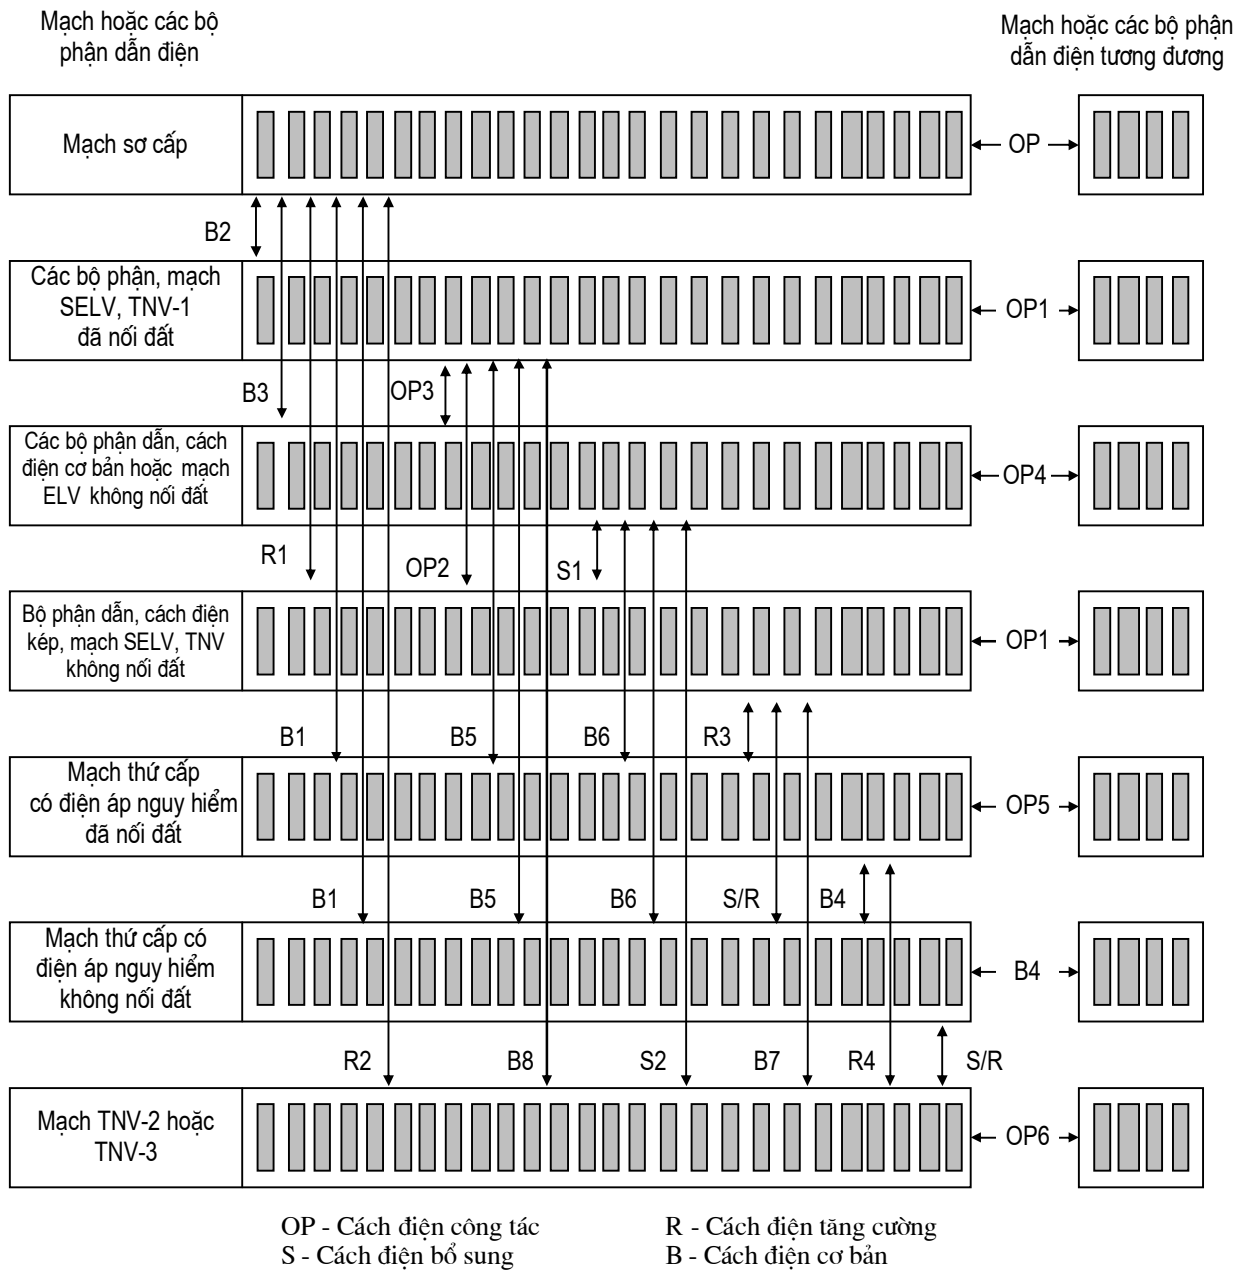 Mạch hoặc các bộ
phận dẫn điện
Mạch hoặc các bộ phận
dẫn điện tương đương
Mạch sơ cấp
OP
B2
Các bộ phận, mạch
SELV, TNV-1
đã nối đất
OP1
B3
OP3
Các bộ phận dẫn, cách
điện cơ bản hoặc mạch
ELV không nối đất
OP4
R1
OP2
S1
Bộ phận dẫn, cách điện
kép, mạch SELV, TNV
không nối đất
OP1
B1
B5
B6
R3
Mạch thứ cấp
có điện áp nguy hiểm
đã nối đất
OP5
B1
B5
B6
S/R
B4
Mạch thứ cấp có
điện áp nguy hiểm
không nối đất
B4
R2
B8
S2
B7
R4
S/R
Mạch TNV-2 hoặc
TNV-3
OP6
OP - Cách điện công tác
R - Cách điện tăng cường
S - Cách điện bổ sung
B - Cách điện cơ bản